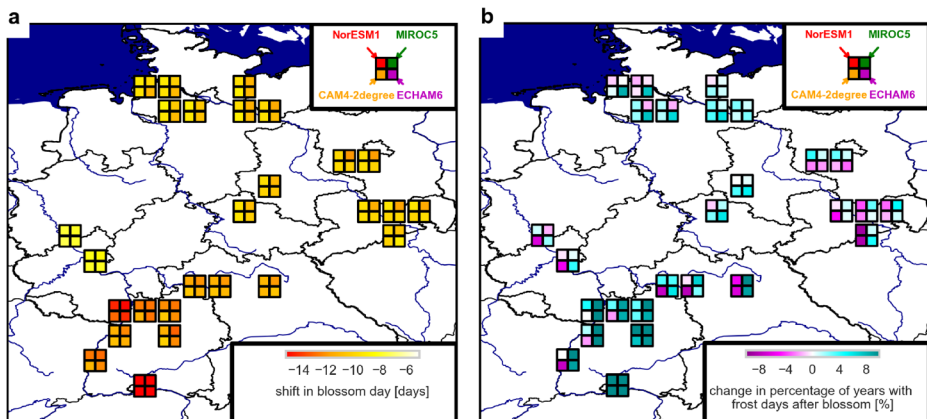 a
NorESM1
MIROC5
CAM4-2degree
ECHAM6
-14 -12 -10 -8 -6
shift in blossom day [days]
b
NorESM1
MIROC5
CAM4-2degree
ECHAM6
-8 -4 0 4 8
change in percentage of years with
frost days after blossom [%]